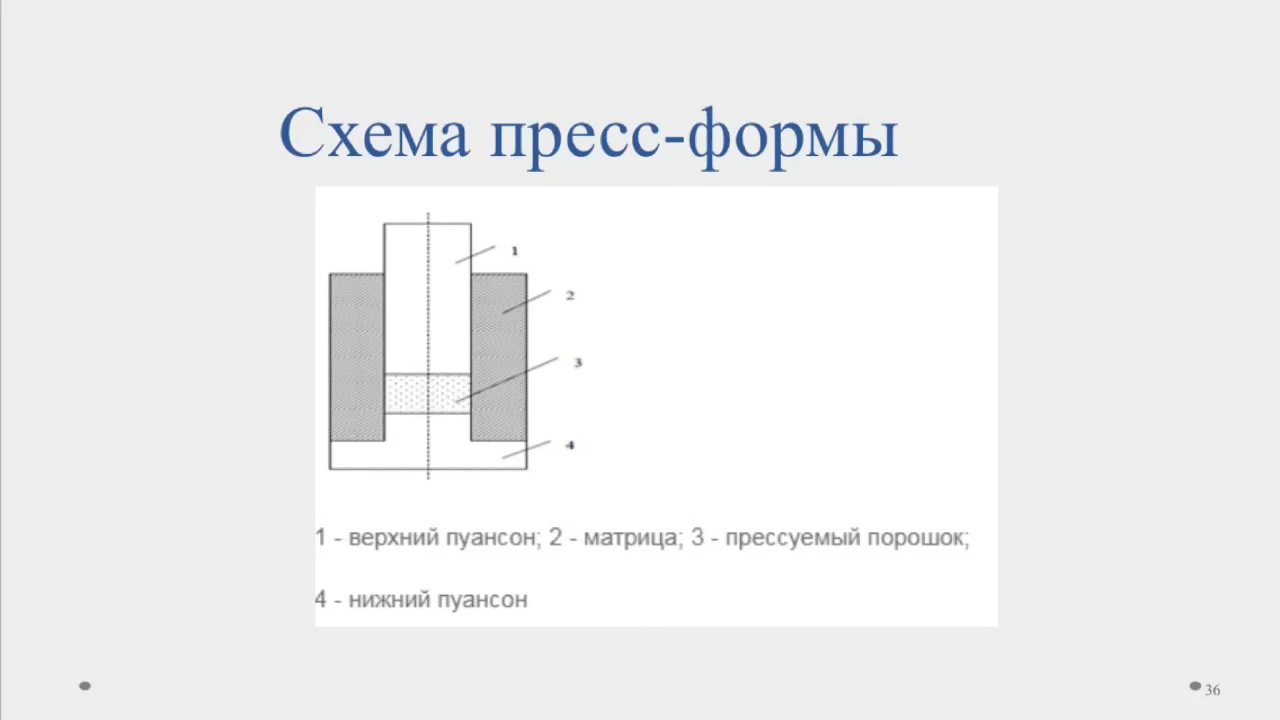 Схема пресс-формы
1
2
3
4
1 - верхний пуансон; 2 - матрица; 3 - прессуемый порошок;
4 - нижний пуансон
36